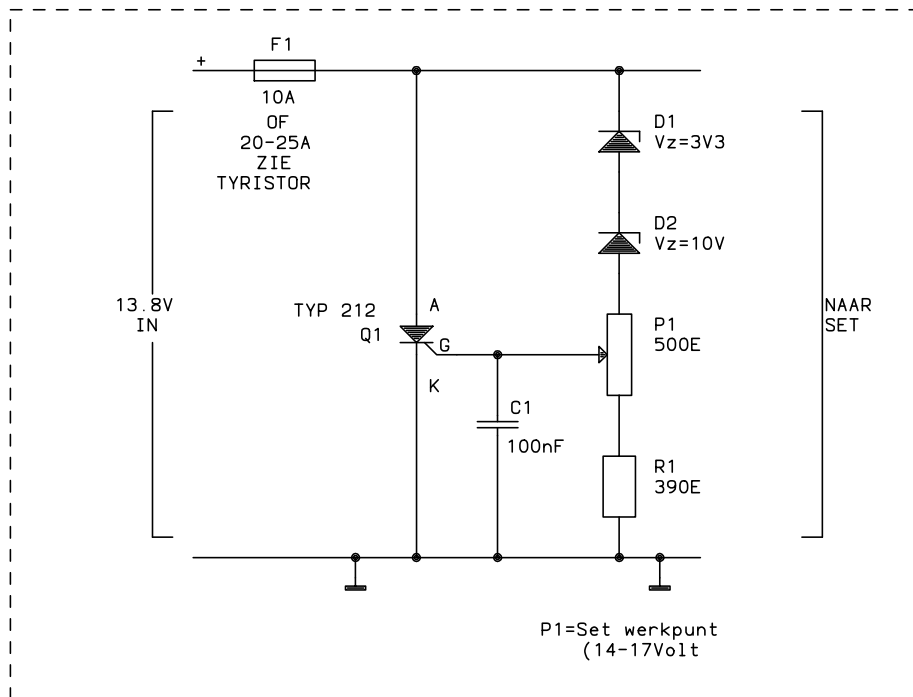 F1
+
10A
OF
20-25A
ZIE
TYRISTOR
D1
Vz=3V3
D2
Vz=10V
13.8V
IN
TYP 212
Q1
A
G
K
P1
500E
NAAR
SET
C1
100nF
R1
390E
P1=Set werkpunt
(14-17Volt